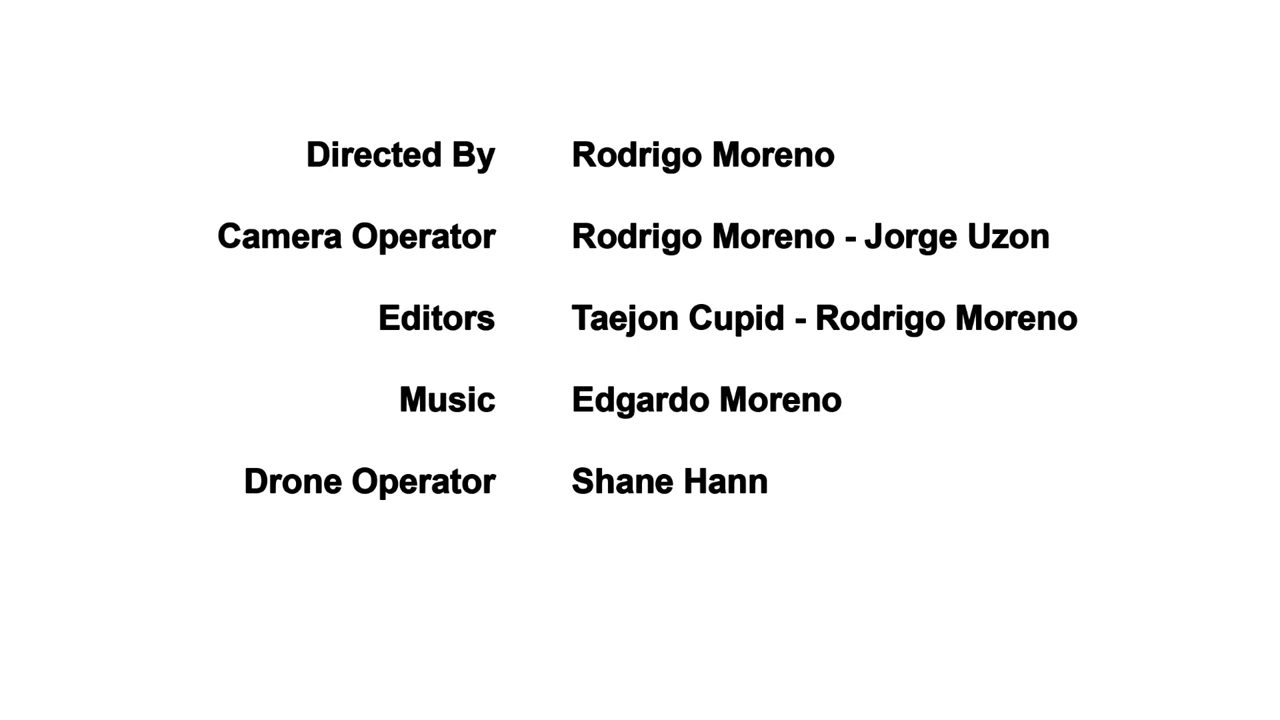 Directed By Rodrigo Moreno
Camera Operator Rodrigo Moreno - Jorge Uzon
Editors Taejon Cupid - Rodrigo Moreno
Music Edgardo Moreno
Drone Operator Shane Hann